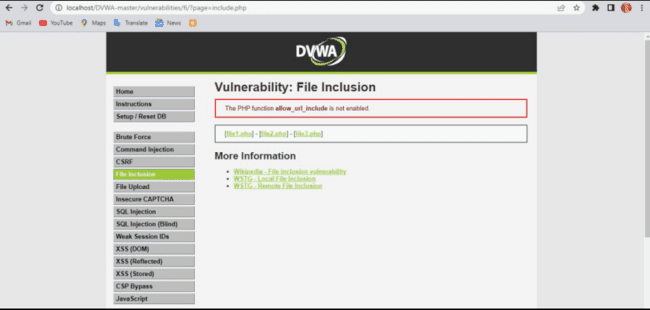 localhost/DVWA-master/vulnerabilities/fi/?page=include.php
Gmail YouTube Maps Translate News
DVWA
Home
Instructions
Setup / Reset DB
Brute Force
Command Injection
CSRF
File Inclusion
File Upload
Insecure CAPTCHA
SQL Injection
SQL Injection (Blind)
Weak Session IDs
XSS (DOM)
XSS (Reflected)
XSS (Stored)
CSP Bypass
JavaScript
Vulnerability: File Inclusion
The PHP function allow_url_include is not enabled.
[file1.php] - [file2.php] - [file3.php]
More Information
Wikipedia - File inclusion vulnerability
WSTG - Local File Inclusion
WSTG - Remote File Inclusion